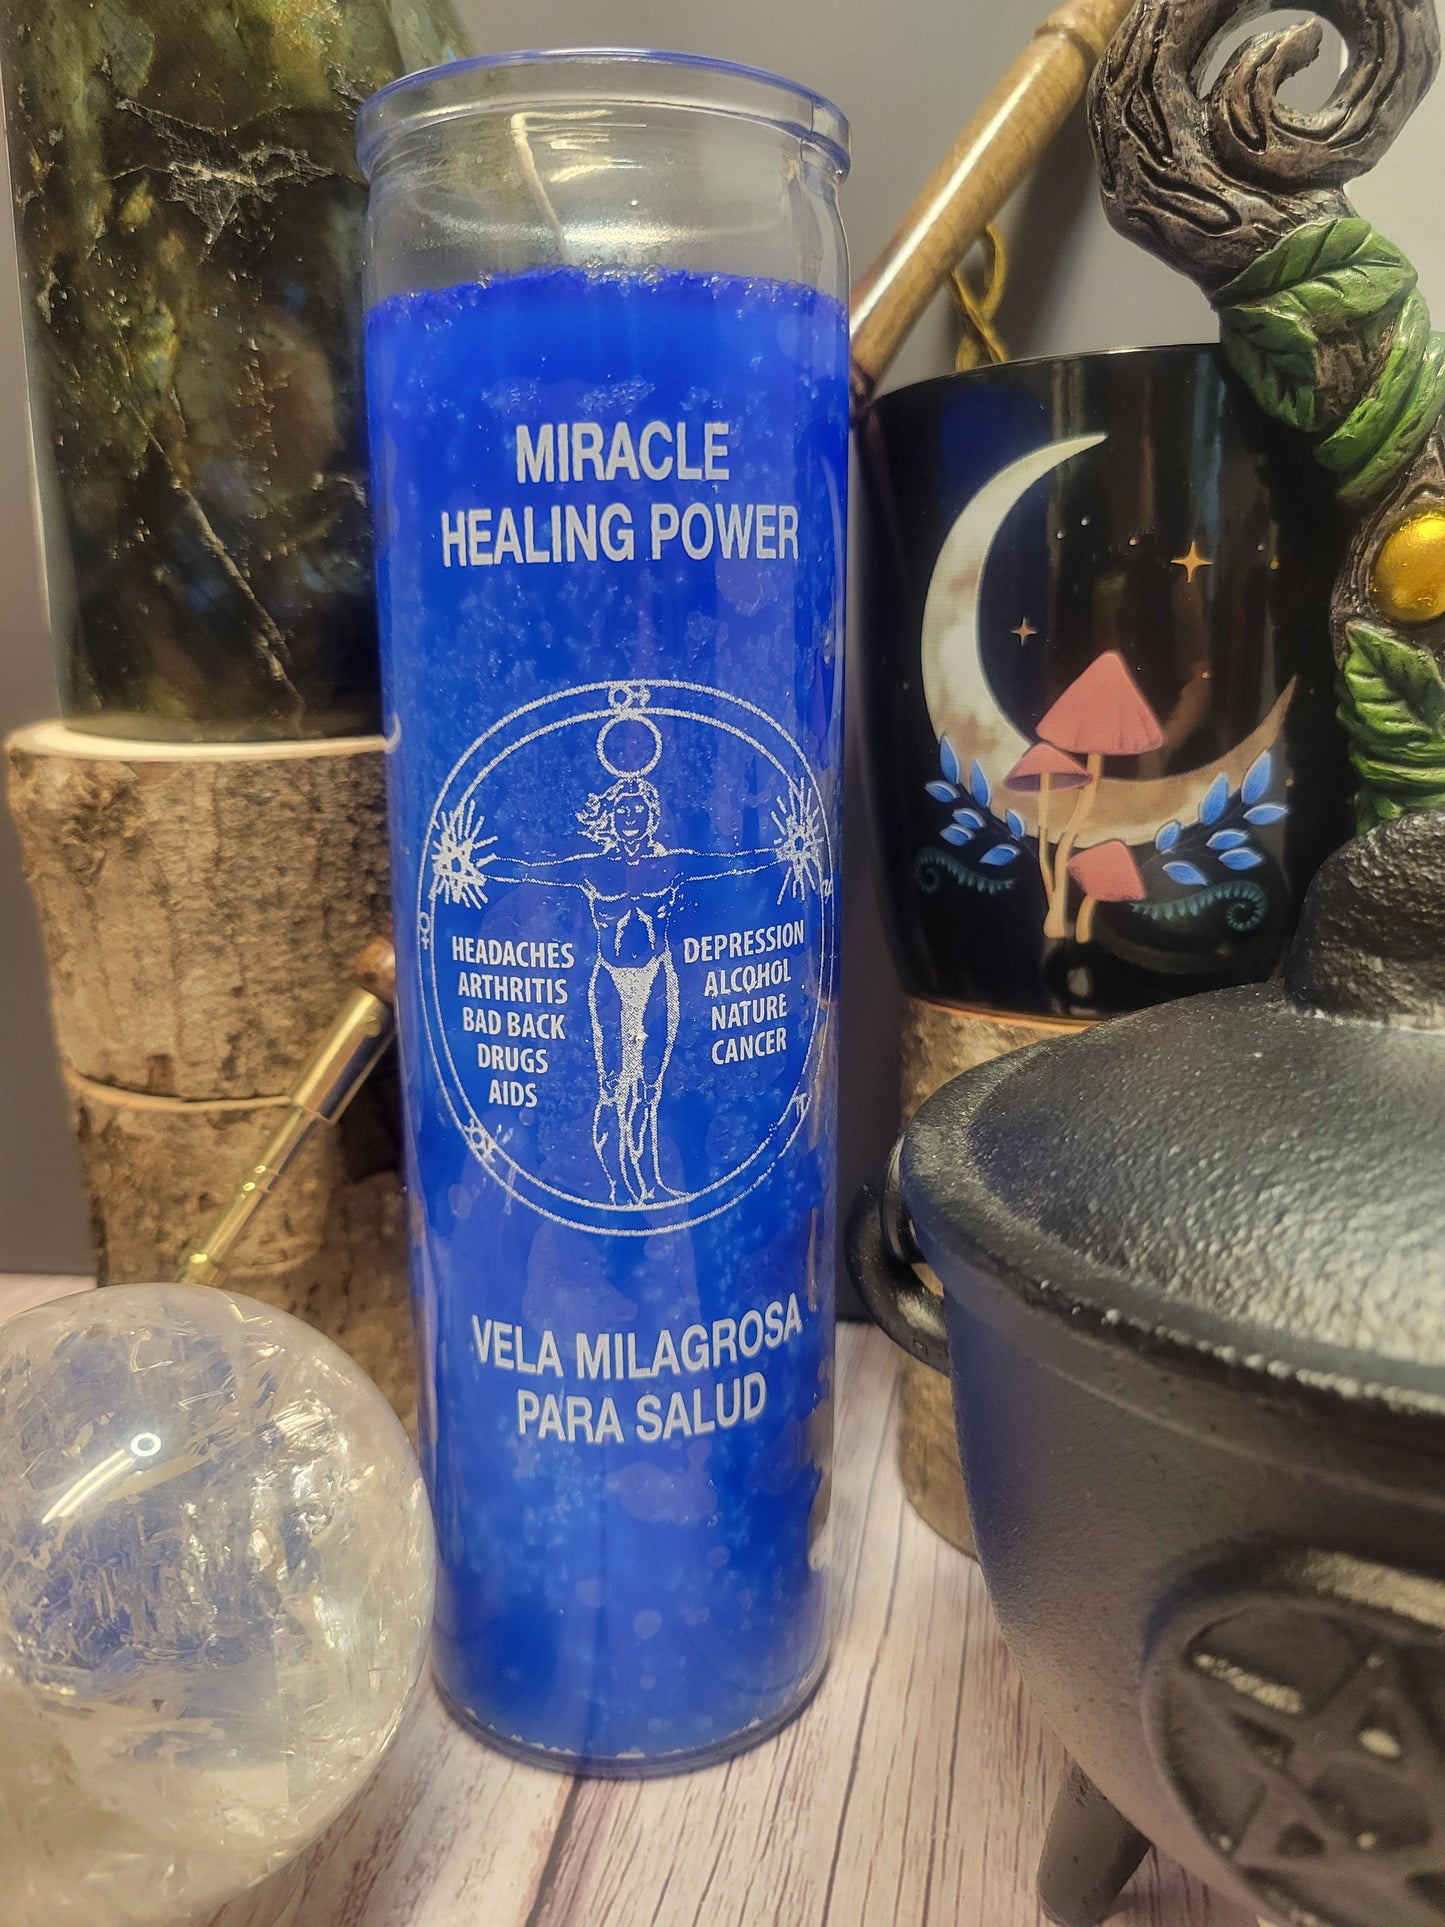 MIRACLE
HEALING POWER
HEADACHES
ARTHRITIS
BAD BACK
DRUGS
AIDS
DEPRESSION
ALCOHOL
NATURE
CANCER
VELA MILAGROSA
PARA SALUD